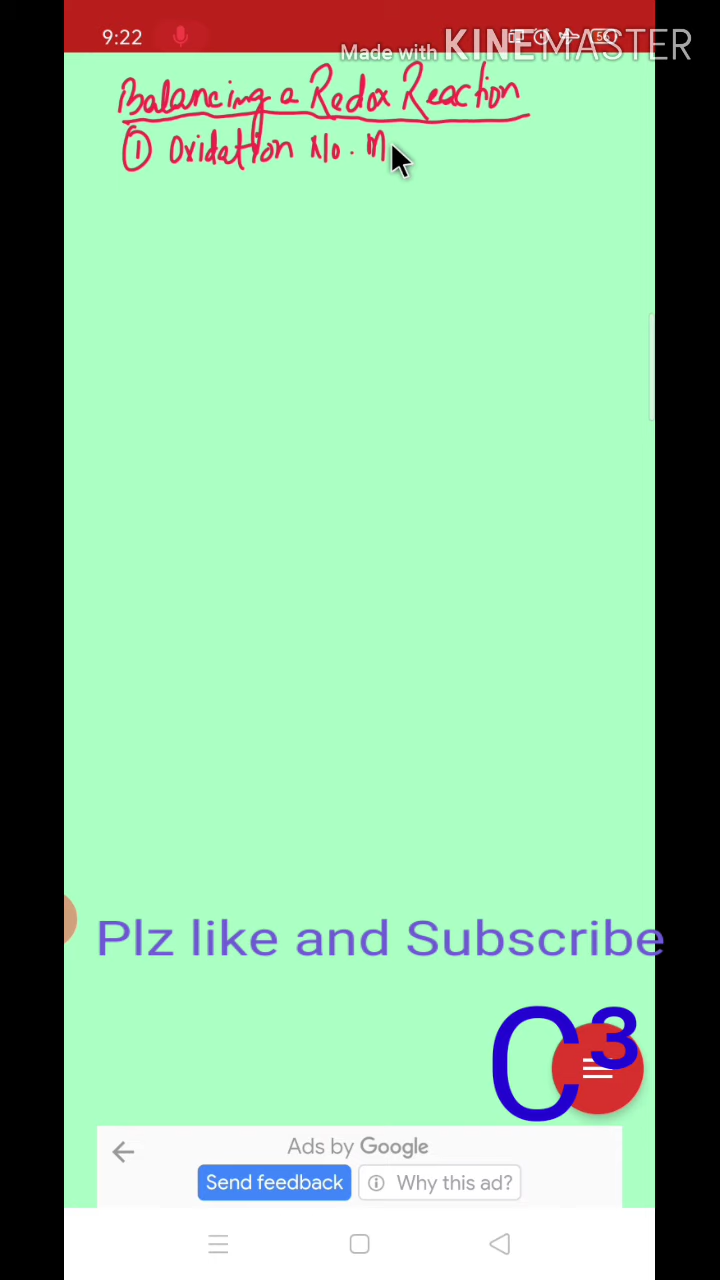 9:22
56
Made with KINEMASTER
Balancing a Redox Reaction
① Oxidation No. M
Plz like and Subscribe
C³
Ads by Google
Send feedback
Why this ad?